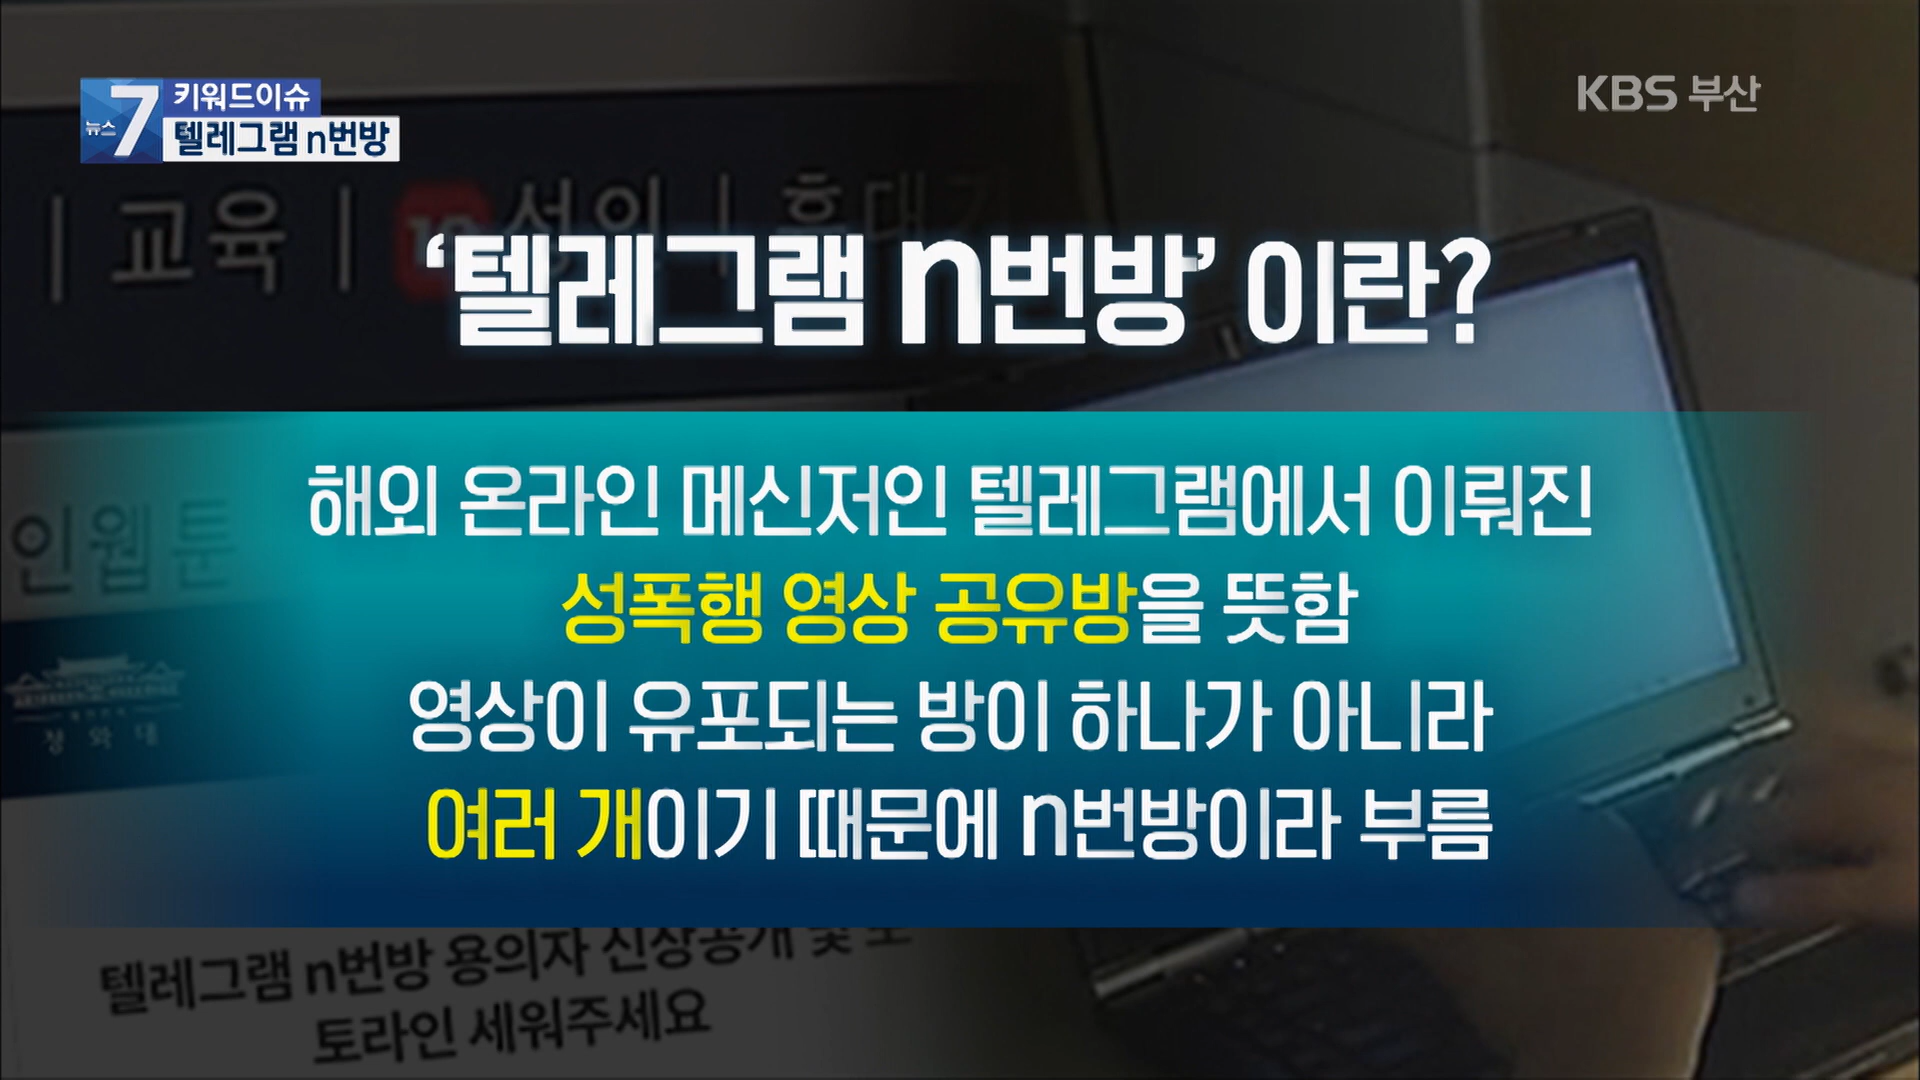 뉴스 7
키워드이슈
텔레그램 n번방
KBS 부산
| 교육 |
‘텔레그램 n번방’ 이란?
해외 온라인 메신저인 텔레그램에서 이뤄진
성폭행 영상 공유방을 뜻함
인웹툰
영상이 유포되는 방이 하나가 아니라
청와대
여러 개이기 때문에 n번방이라 부름
텔레그램 n번방 용의자 신상공개 및 포
토라인 세워주세요